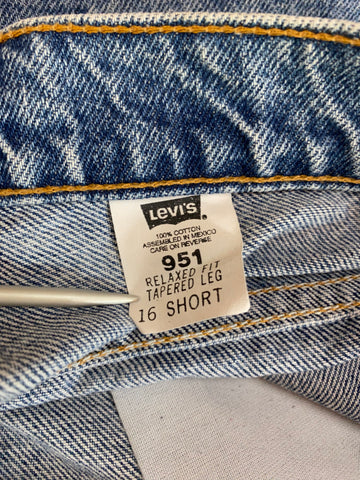 LEVI'S
100% COTTON
ASSEMBLED IN MEXICO
CARE ON REVERSE
951
RELAXED FIT
TAPERED LEG
16 SHORT